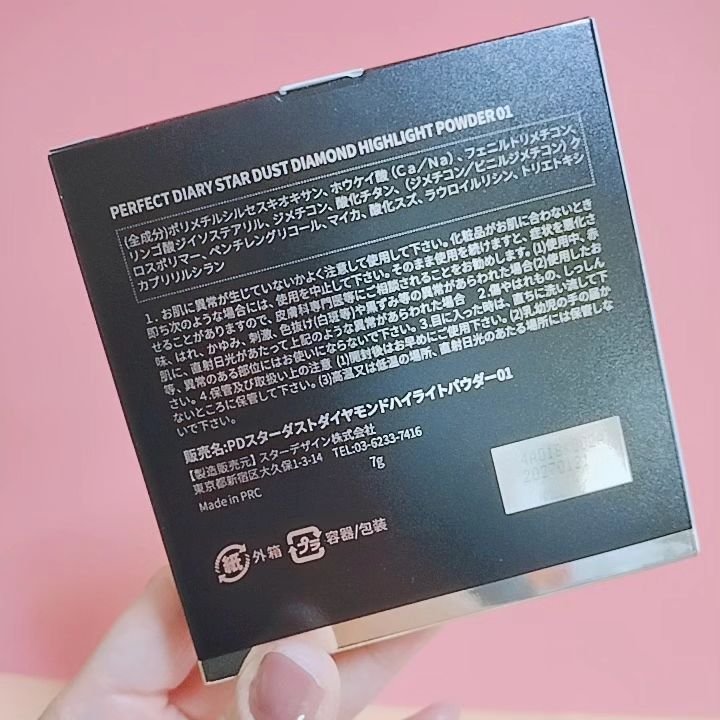 PERFECT DIARY STAR DUST DIAMOND HIGHLIGHT POWDER 01
(全成分)ポリメチルシルセスキオキサン、ホウケイ酸(Ca/Na)、フェニルトリメチコン、
リンゴ酸ジイソステアリル、ジメチコン、酸化チタン、(ジメチコン/ビニルジメチコン)ク
ロスポリマー、ペンチレングリコール、マイカ、酸化スズ、ラウロイルリシン、トリエトキシ
カプリリルシラン
1.お肌に異常が生じていないかよく注意して使用して下さい。化粧品がお肌に合わないとき
即ち次のような場合には、使用を中止して下さい。そのまま使用を続けますと、症状を悪化さ
せることがありますので、皮膚科専門医等にご相談されることをお勧めします。(1)使用中、赤
味、はれ、かゆみ、刺激、色抜け(白斑等)や黒ずみ等の異常があらわれた場合(2)使用したお
肌に、直射日光があたって上記のような異常があらわれた場合 2.傷やはれもの、しっしん
等、異常のある部位にはお使いにならないで下さい。3.目に入った時は、直ちに洗い流して下
さい。4.保管及び取扱い上の注意 (1)開封後はお早めにご使用下さい。(2)乳幼児の手の届か
ないところに保管して下さい。(3)高温又は低温の場所、直射日光のあたる場所には保管しな
いで下さい。
販売名:PDスターダストダイヤモンドハイライトパウダー01
【製造販売元】スターデザイン株式会社
東京都新宿区大久保1-3-14 TEL:03-6233-7416
7g
Made in PRC
紙 外箱 プラ 容器/包装